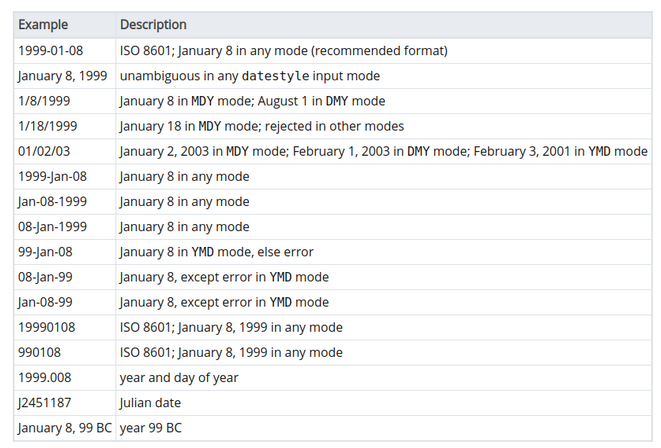 Example Description
1999-01-08 ISO 8601; January 8 in any mode (recommended format)
January 8, 1999 unambiguous in any datestyle input mode
1/8/1999 January 8 in MDY mode; August 1 in DMY mode
1/18/1999 January 18 in MDY mode; rejected in other modes
01/02/03 January 2, 2003 in MDY mode; February 1, 2003 in DMY mode; February 3, 2001 in YMD mode
1999-Jan-08 January 8 in any mode
Jan-08-1999 January 8 in any mode
08-Jan-1999 January 8 in any mode
99-Jan-08 January 8 in YMD mode, else error
08-Jan-99 January 8, except error in YMD mode
Jan-08-99 January 8, except error in YMD mode
19990108 ISO 8601; January 8, 1999 in any mode
990108 ISO 8601; January 8, 1999 in any mode
1999.008 year and day of year
J2451187 Julian date
January 8, 99 BC year 99 BC